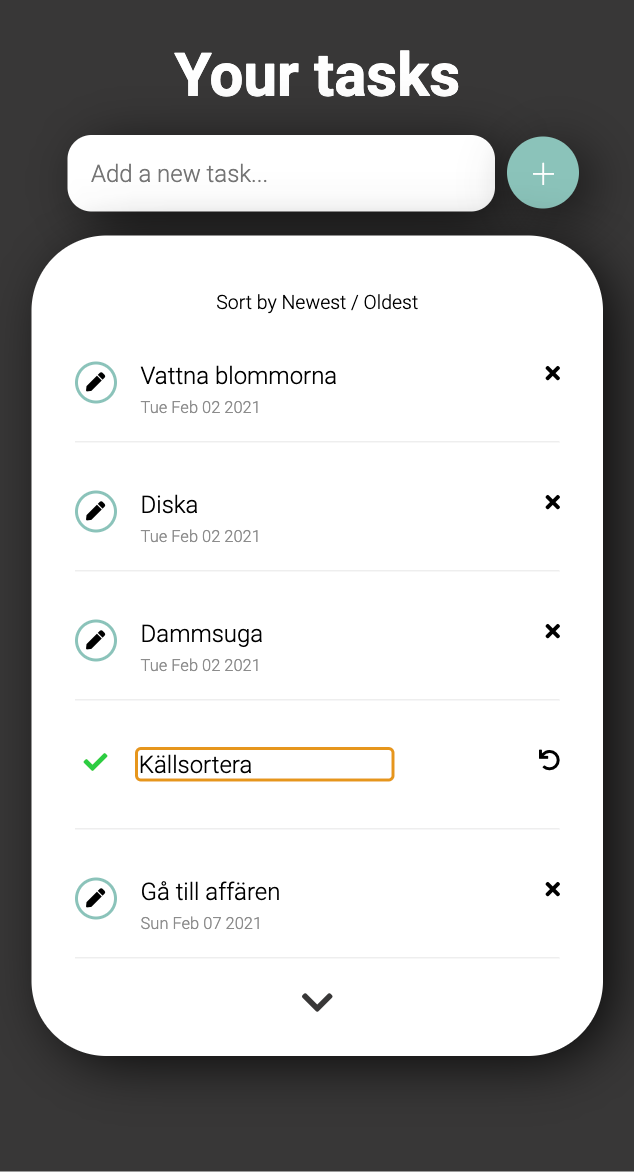 Your tasks
Add a new task...
Sort by Newest / Oldest
Vattna blommorna
Tue Feb 02 2021
Diska
Tue Feb 02 2021
Dammsuga
Tue Feb 02 2021
Källsortera
Gå till affären
Sun Feb 07 2021